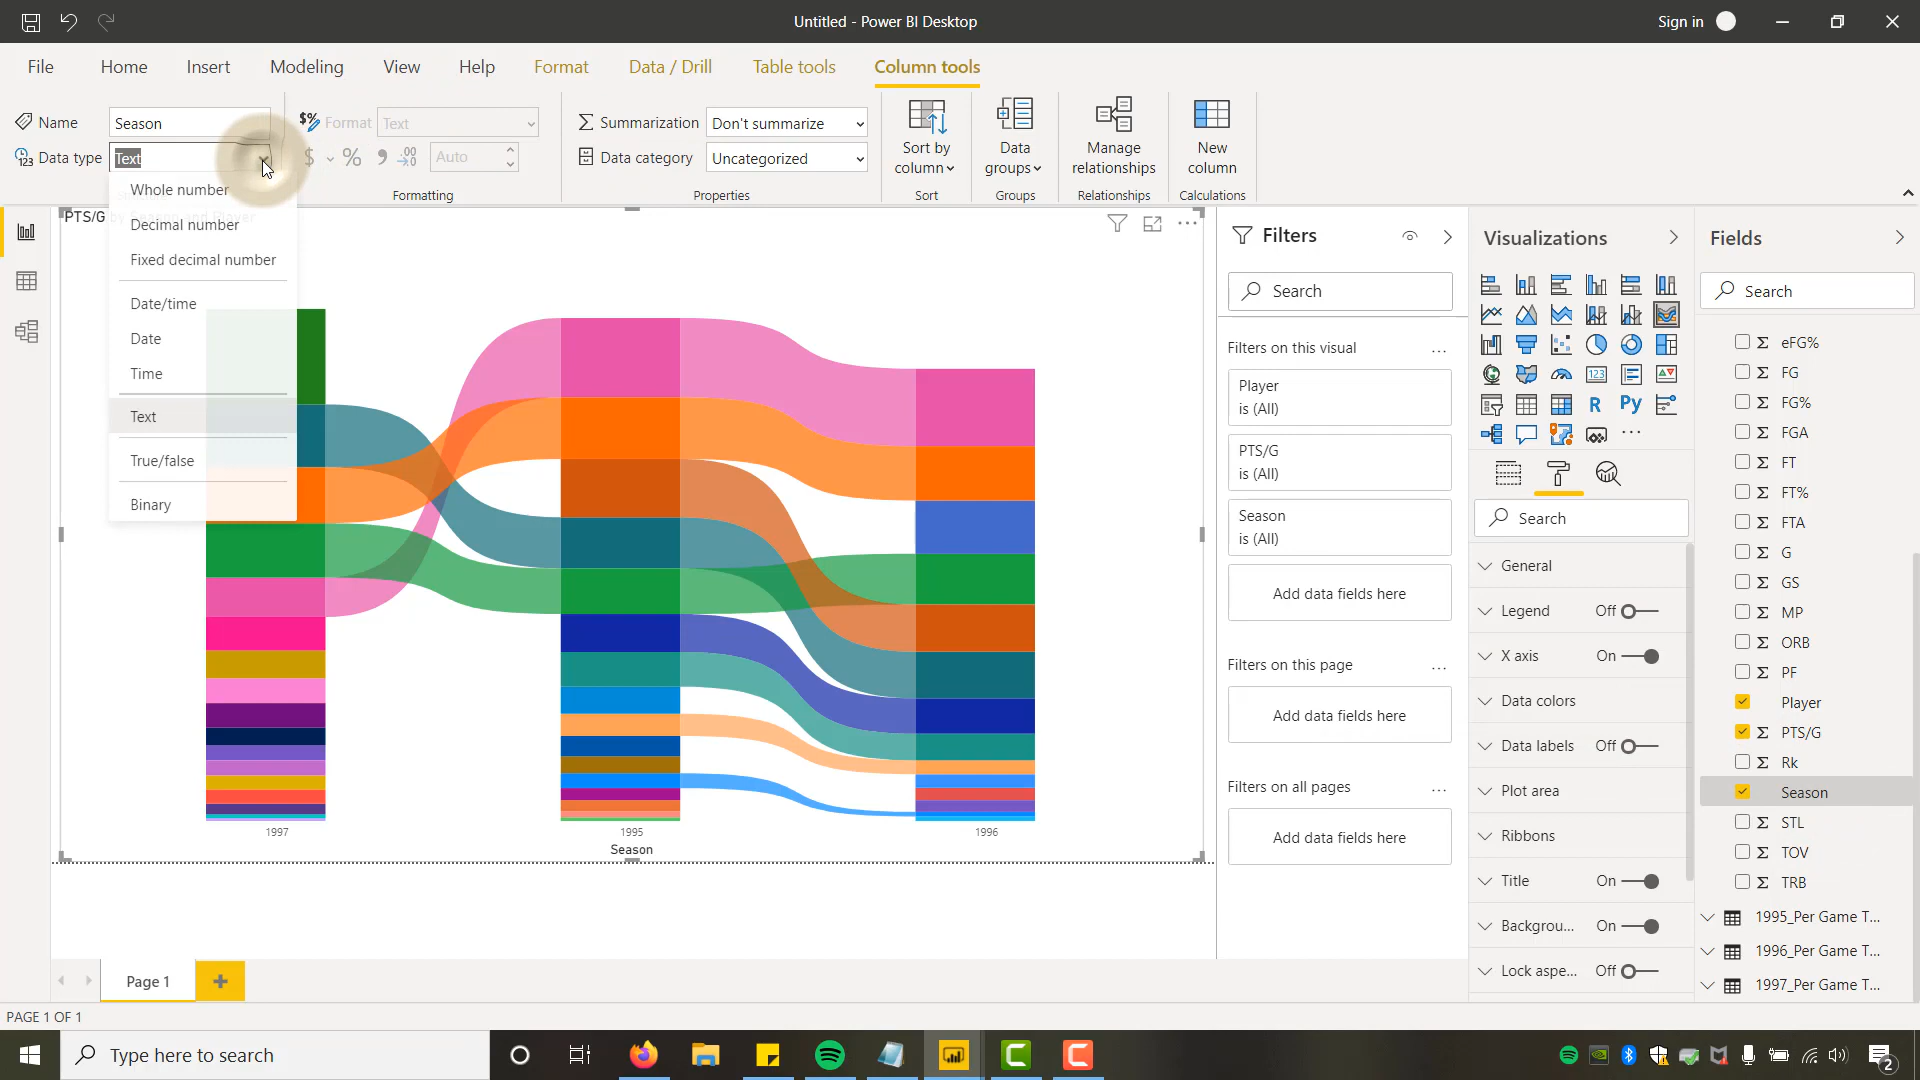 Untitled - Power BI Desktop
Sign in
File
Home
Insert
Modeling
View
Help
Format
Data / Drill
Table tools
Column tools
Name
Season
Data type
Text
Format
Text
$
%
Auto
Formatting
Summarization
Don't summarize
Data category
Uncategorized
Properties
Sort by
column
Sort
Data
groups
Groups
Manage
relationships
Relationships
New
column
Calculations
Whole number
Decimal number
Fixed decimal number
Date/time
Date
Time
Text
True/false
Binary
PTS/G by Season and Player
1997
1995
1996
Season
Filters
Search
Filters on this visual
Player
is (All)
PTS/G
is (All)
Season
is (All)
Add data fields here
Filters on this page
Add data fields here
Filters on all pages
Add data fields here
Visualizations
123
R
Py
Search
General
Legend
Off
X axis
On
Data colors
Data labels
Off
Plot area
Ribbons
Title
On
Backgrou...
On
Lock aspe...
Off
Fields
Search
eFG%
FG
FG%
FGA
FT
FT%
FTA
G
GS
MP
ORB
PF
Player
PTS/G
Rk
Season
STL
TOV
TRB
1995_Per Game T...
1996_Per Game T...
1997_Per Game T...
Page 1
PAGE 1 OF 1
Type here to search
2